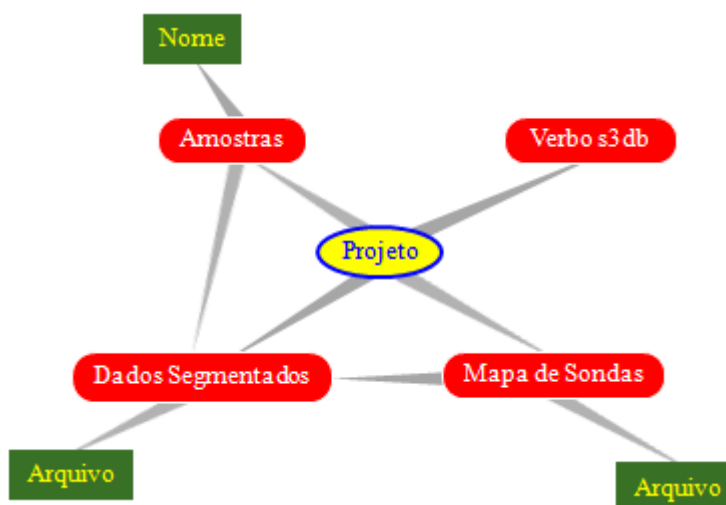 Nome
Amostras
Verbo s3db
Projeto
Dados Segmentados
Mapa de Sondas
Arquivo
Arquivo